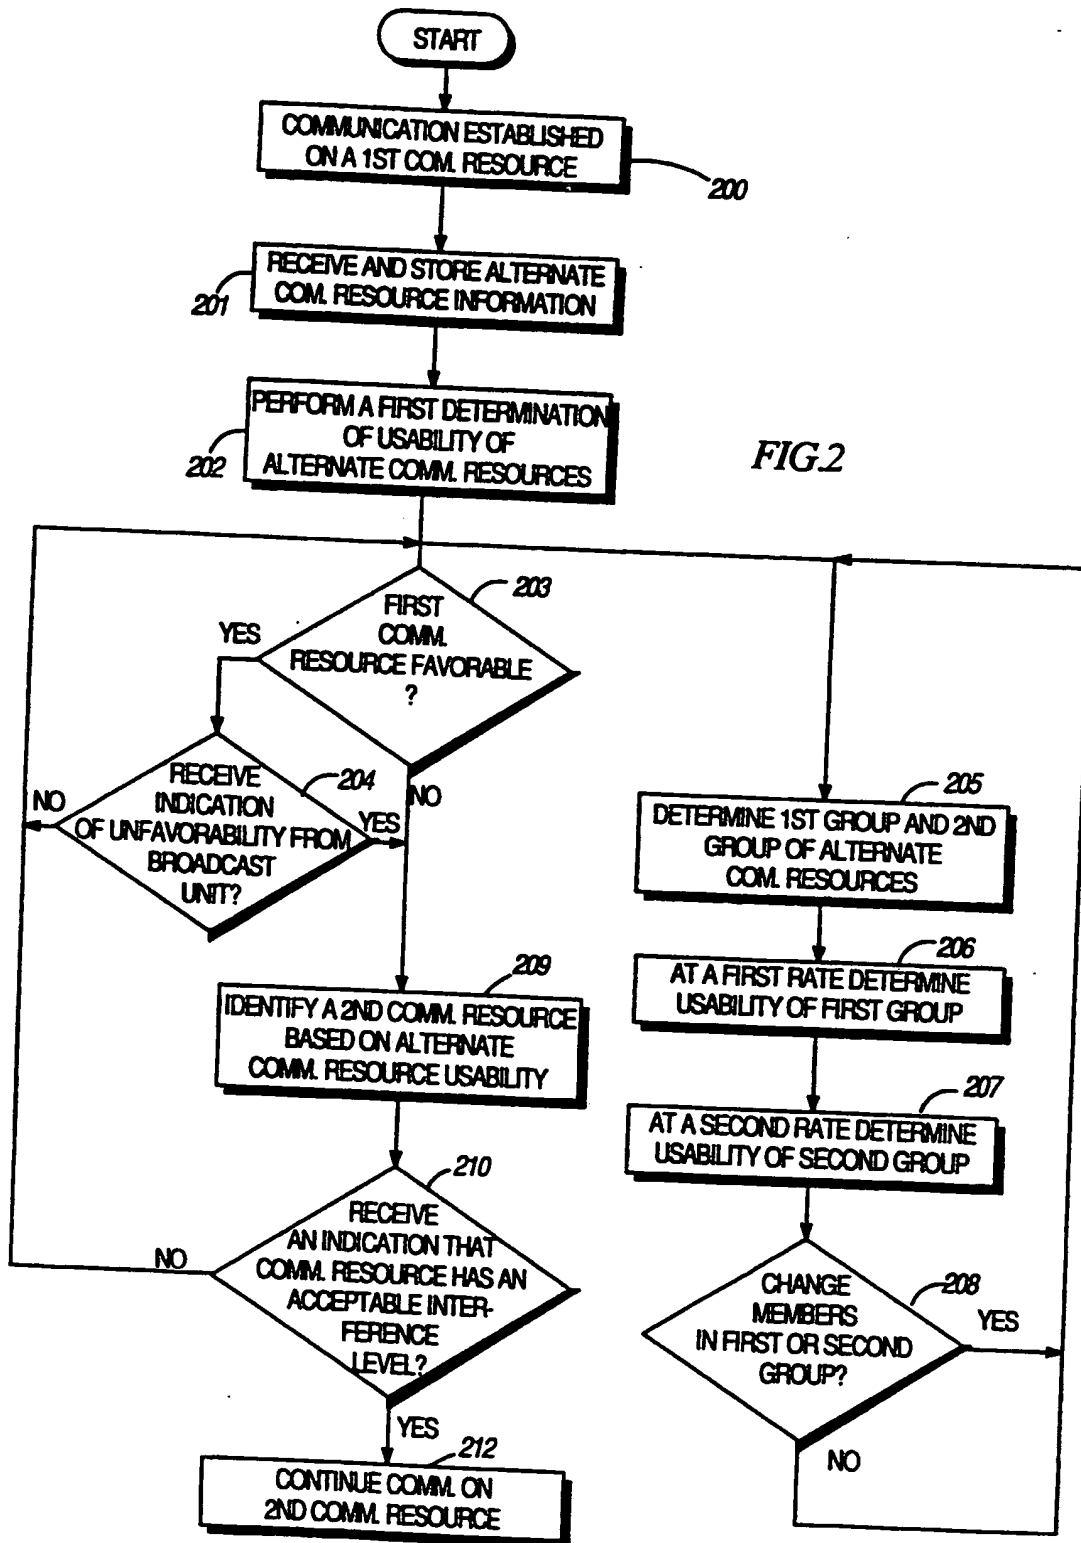 START
COMMUNICATION ESTABLISHED
ON A 1ST COM. RESOURCE
200
RECEIVE AND STORE ALTERNATE
COM. RESOURCE INFORMATION
201
PERFORM A FIRST DETERMINATION
OF USABILITY OF
ALTERNATE COMM. RESOURCES
202
FIG.2
203
FIRST
COMM.
RESOURCE FAVORABLE
?
YES
NO
204
RECEIVE
INDICATION
OF UNFAVORABILITY FROM
BROADCAST
UNIT?
NO
YES
205
DETERMINE 1ST GROUP AND 2ND
GROUP OF ALTERNATE
COM. RESOURCES
206
AT A FIRST RATE DETERMINE
USABILITY OF FIRST GROUP
207
AT A SECOND RATE DETERMINE
USABILITY OF SECOND GROUP
208
CHANGE
MEMBERS
IN FIRST OR SECOND
GROUP?
YES
NO
209
IDENTIFY A 2ND COMM. RESOURCE
BASED ON ALTERNATE
COMM. RESOURCE USABILITY
210
RECEIVE
AN INDICATION THAT
COMM. RESOURCE HAS AN
ACCEPTABLE INTER-
FERENCE
LEVEL?
NO
YES
212
CONTINUE COMM. ON
2ND COMM. RESOURCE